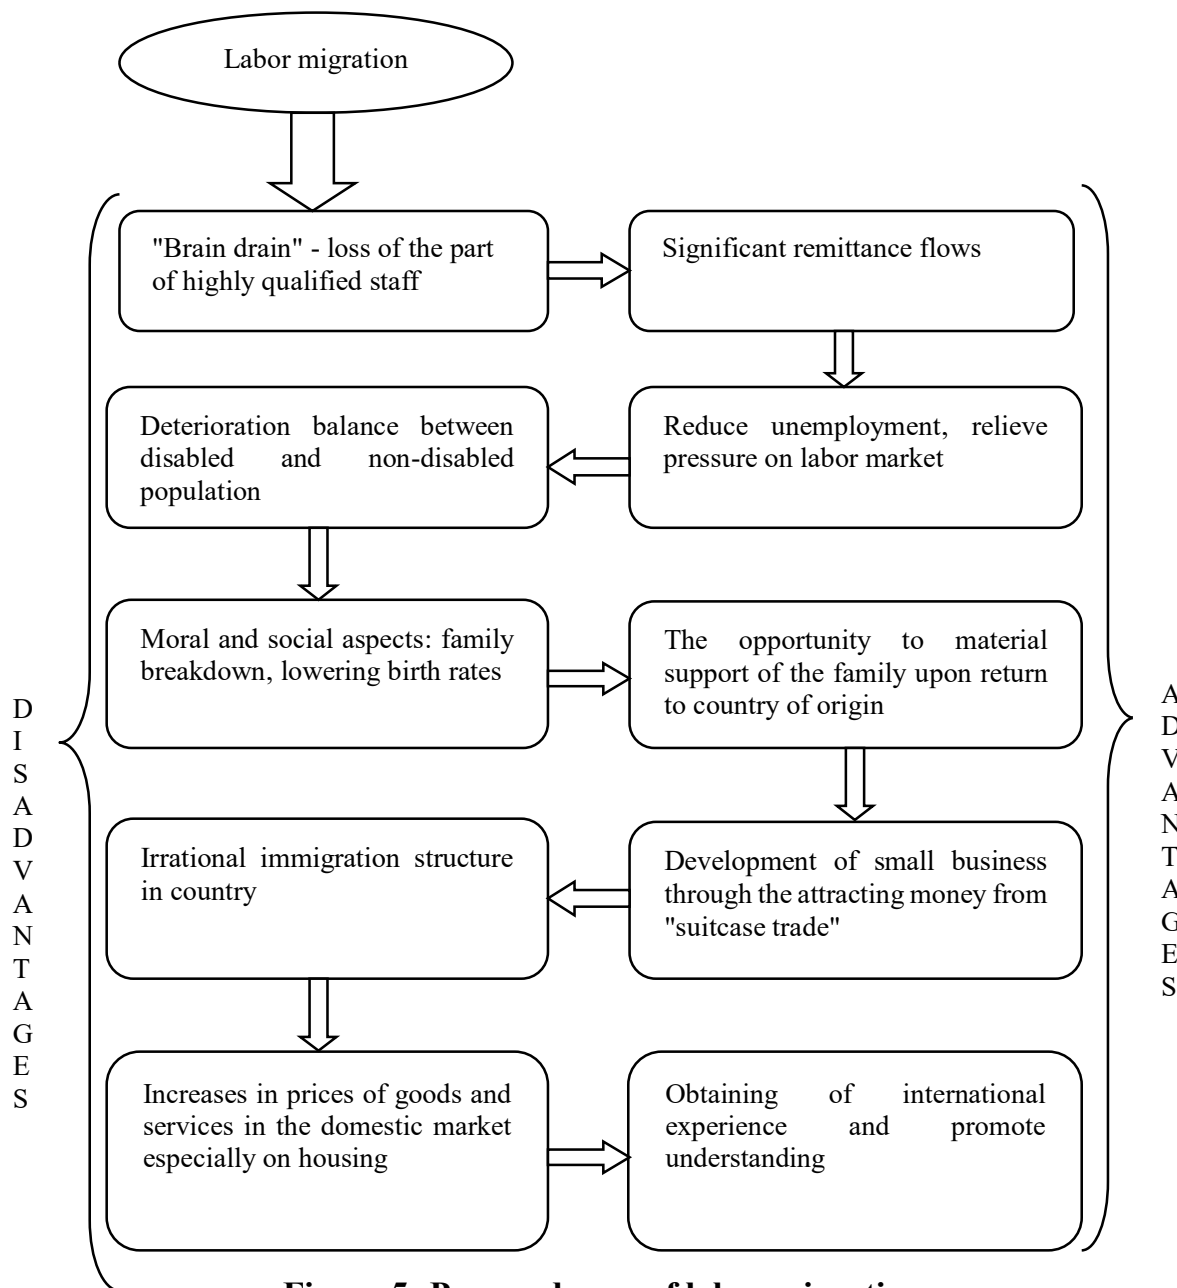 Labor migration
"Brain drain" - loss of the part
of highly qualified staff
Significant remittance flows
Deterioration balance between
disabled and non-disabled
population
Reduce unemployment, relieve
pressure on labor market
Moral and social aspects: family
breakdown, lowering birth rates
The opportunity to material
support of the family upon return
to country of origin
Irrational immigration structure
in country
Development of small business
through the attracting money from
"suitcase trade"
Increases in prices of goods and
services in the domestic market
especially on housing
Obtaining of international
experience and promote
understanding
D
I
S
A
D
V
A
N
T
A
G
E
S
A
D
V
A
N
T
A
G
E
S